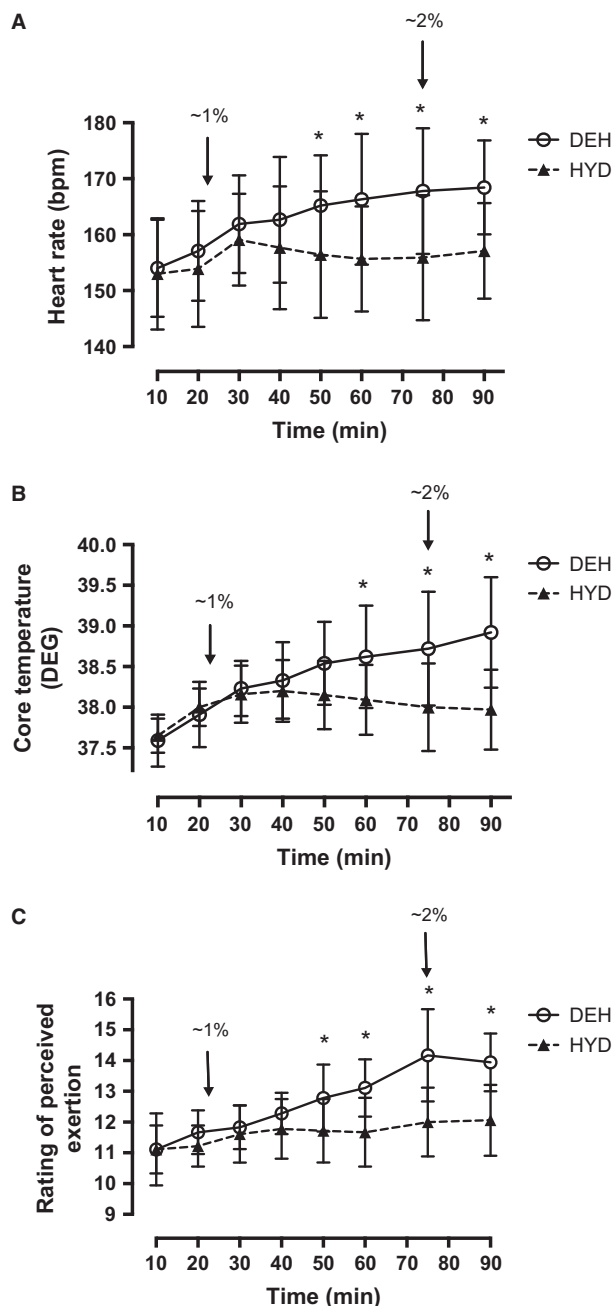 A
~2%
~1%
* * * *
DEH
HYD
180
170
160
150
140
Heart rate (bpm)
10 20 30 40 50 60 70 80 90
Time (min)
B
~2%
~1%
* * *
DEH
HYD
40.0
39.5
39.0
38.5
38.0
37.5
Core temperature
(DEG)
10 20 30 40 50 60 70 80 90
Time (min)
C
~2%
~1%
* * * *
DEH
HYD
16
15
14
13
12
11
10
9
Rating of perceived
exertion
10 20 30 40 50 60 70 80 90
Time (min)